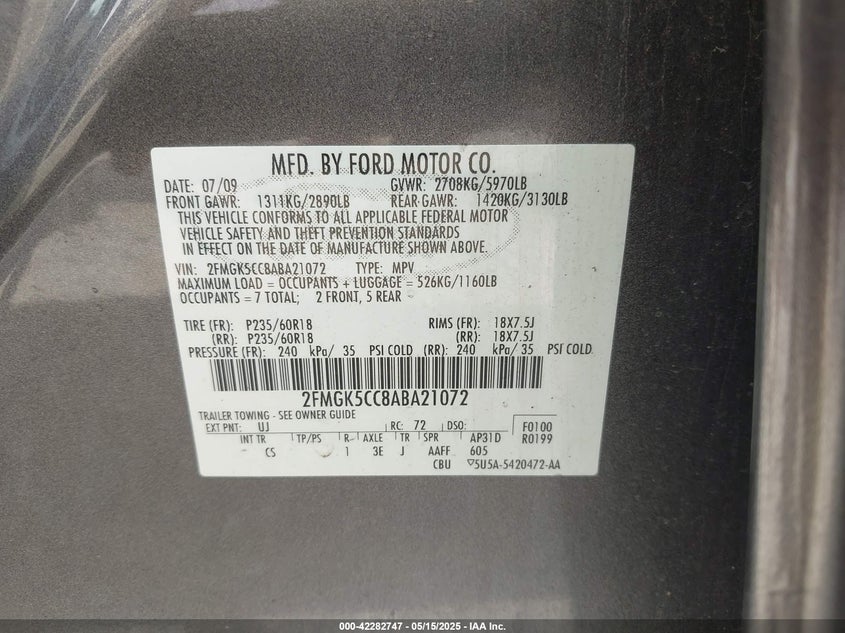 MFD. BY FORD MOTOR CO.
DATE: 07/09 GVWR: 2708KG/5970LB
FRONT GAWR: 1311KG/2890LB REAR GAWR: 1420KG/3130LB
THIS VEHICLE CONFORMS TO ALL APPLICABLE FEDERAL MOTOR
VEHICLE SAFETY AND THEFT PREVENTION STANDARDS
IN EFFECT ON THE DATE OF MANUFACTURE SHOWN ABOVE.
VIN: 2FMGK5CC8ABA21072 TYPE: MPV
MAXIMUM LOAD = OCCUPANTS + LUGGAGE = 526KG/1160LB
OCCUPANTS = 7 TOTAL; 2 FRONT, 5 REAR
TIRE (FR): P235/60R18 RIMS (FR): 18X7.5J
(RR): P235/60R18 (RR): 18X7.5J
PRESSURE (FR): 240 kPa/ 35 PSI COLD (RR): 240 kPa/ 35 PSI COLD
2FMGK5CC8ABA21072
TRAILER TOWING - SEE OWNER GUIDE
EXT PNT: UJ RC: 72 DSO: F0100
INT TR TP/PS R AXLE TR SPR AP31D R0199
CS 1 3E J AAFF 605
CBU ▽5U5A-5420472-AA
000-42282747 - 05/15/2025 - IAA Inc.